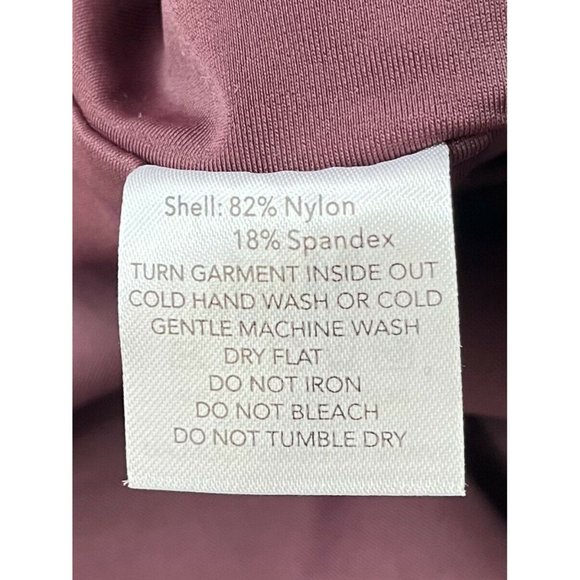 Shell: 82% Nylon
18% Spandex
TURN GARMENT INSIDE OUT
COLD HAND WASH OR COLD
GENTLE MACHINE WASH
DRY FLAT
DO NOT IRON
DO NOT BLEACH
DO NOT TUMBLE DRY